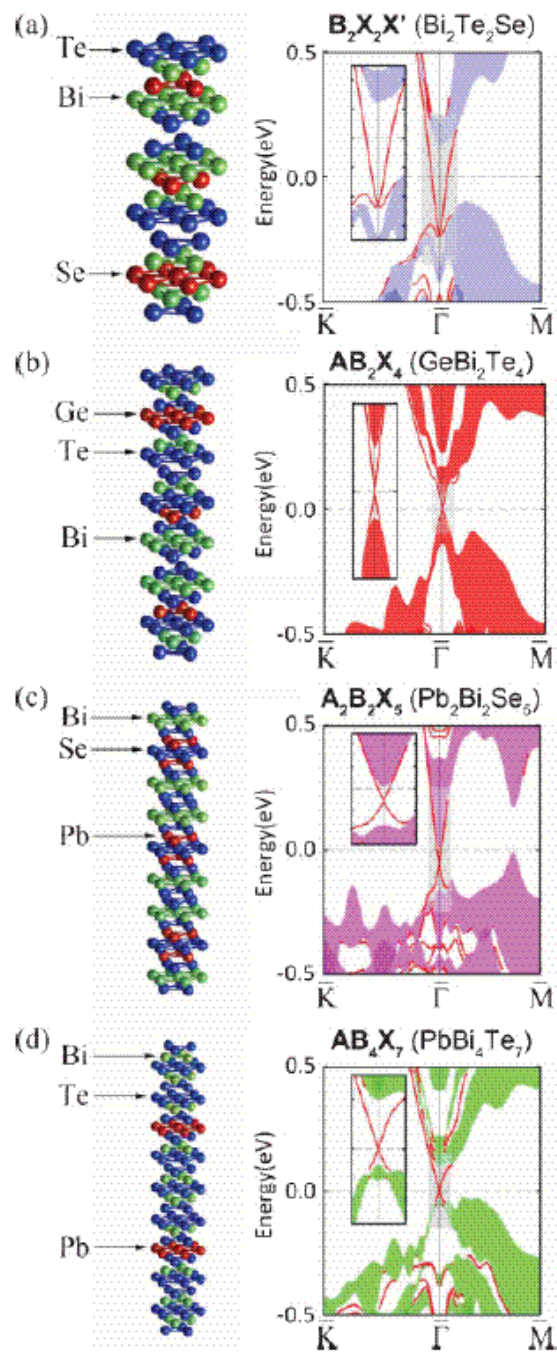 (a)
Te
Bi
Se
B₂X₂X' (Bi₂Te₂Se)
Energy(eV)
0.5
0.0
-0.5
K̅ Γ̅ M̅
(b)
Ge
Te
Bi
AB₂X₄ (GeBi₂Te₄)
Energy(eV)
0.5
0.0
-0.5
K̅ Γ̅ M̅
(c)
Bi
Se
Pb
A₂B₂X₅ (Pb₂Bi₂Se₅)
Energy(eV)
0.5
0.0
-0.5
K̅ Γ̅ M̅
(d)
Bi
Te
Pb
AB₄X₇ (PbBi₄Te₇)
Energy(eV)
0.5
0.0
-0.5
K̅ Γ̅ M̅